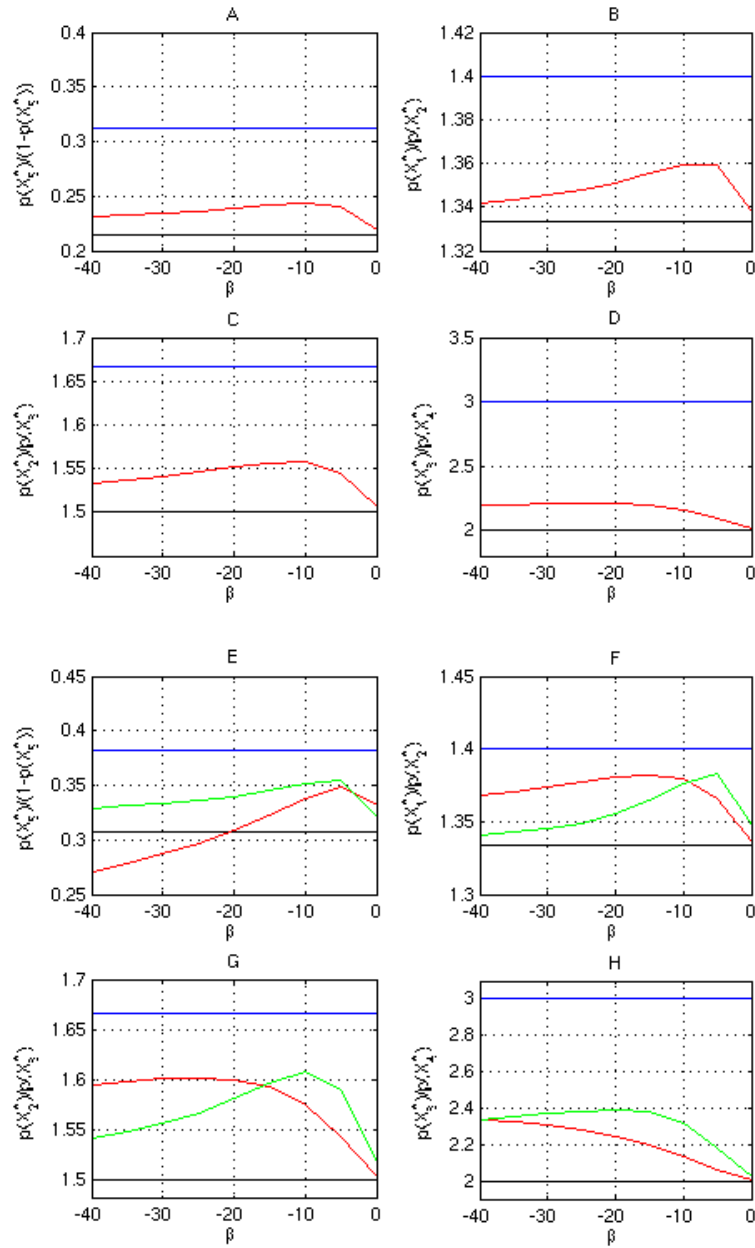 A
p(X*5)/(1-p(X*5))
0.4
0.35
0.3
0.25
0.2
-40 -30 -20 -10 0
β
B
p(X*1)/p(X*2)
1.42
1.4
1.36
1.34
1.32
-40 -30 -20 -10 0
β
C
p(X*2)/p(X*3)
1.7
1.65
1.55
1.5
-40 -30 -20 -10 0
β
D
p(X*3)/p(X*4)
3.5
3
2.5
2
-40 -30 -20 -10 0
β
E
p(X*5)/(1-p(X*5))
0.45
0.4
0.35
0.3
0.25
-40 -30 -20 -10 0
β
F
p(X*1)/p(X*2)
1.45
1.4
1.35
1.3
-40 -30 -20 -10 0
β
G
p(X*2)/p(X*3)
1.7
1.65
1.6
1.55
1.5
-40 -30 -20 -10 0
β
H
p(X*3)/p(X*4)
3
2.8
2.6
2.4
2.2
2
-40 -30 -20 -10 0
β